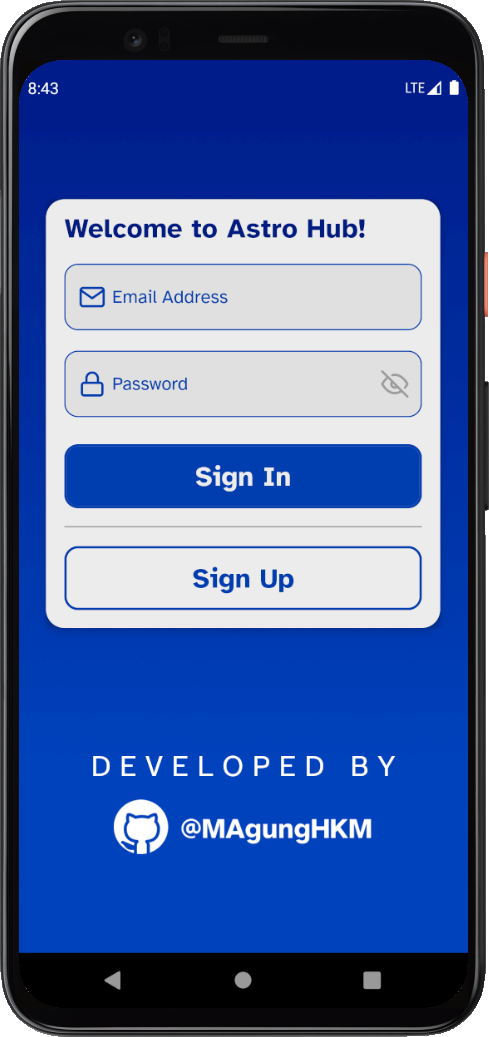 8:43
LTE
Welcome to Astro Hub!
Email Address
Password
Sign In
Sign Up
DEVELOPED BY
@MAgungHKM